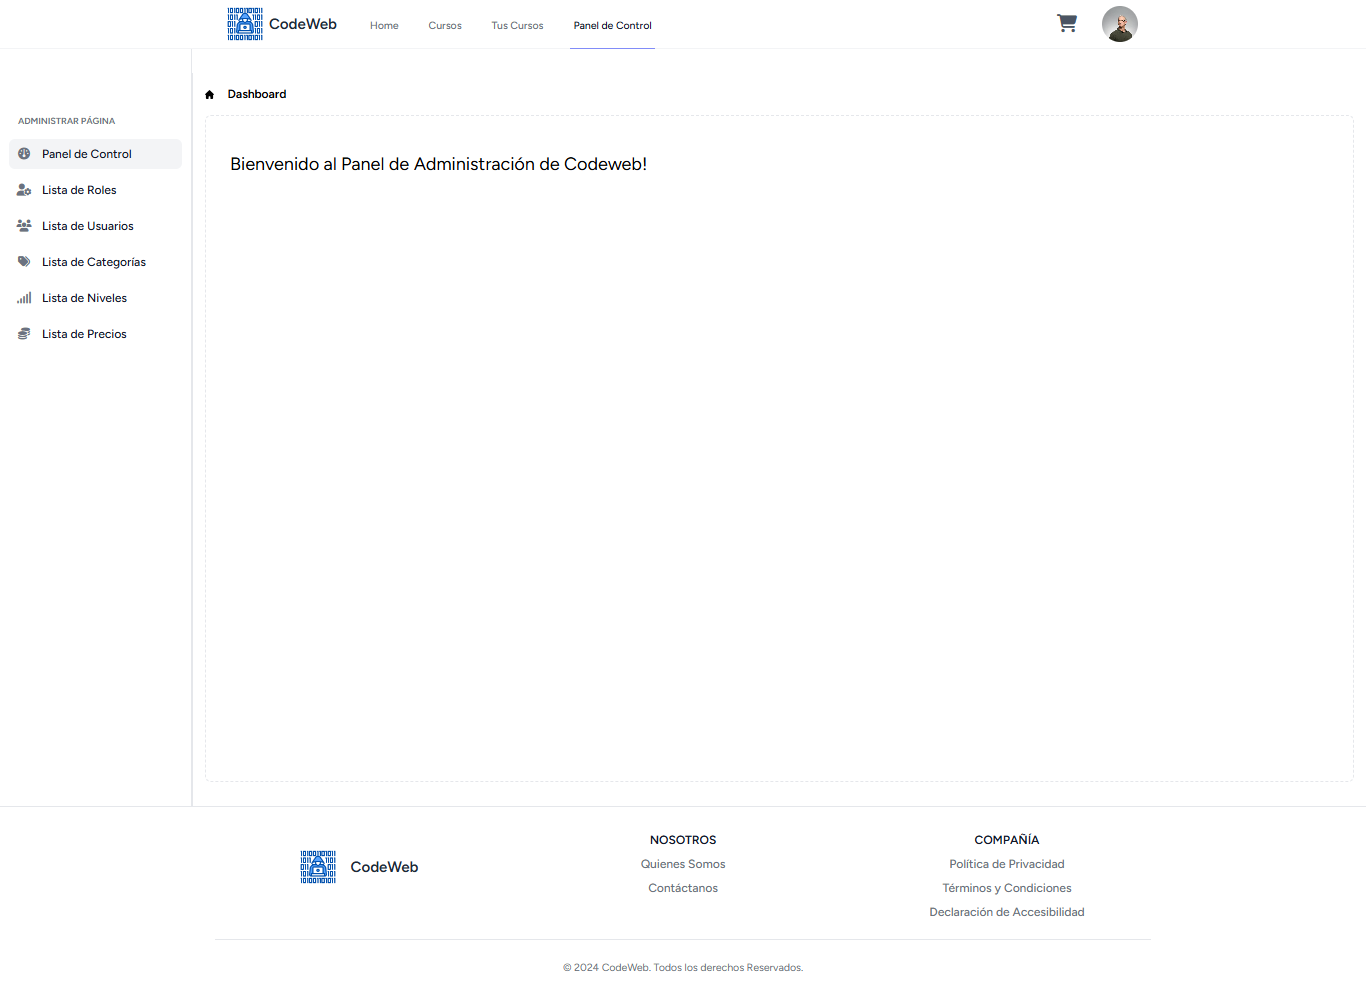 CodeWeb
Home
Cursos
Tus Cursos
Panel de Control
Dashboard
ADMINISTRAR PÁGINA
Panel de Control
Lista de Roles
Lista de Usuarios
Lista de Categorías
Lista de Niveles
Lista de Precios
Bienvenido al Panel de Administración de Codeweb!
CodeWeb
NOSOTROS
Quienes Somos
Contáctanos
COMPAÑÍA
Política de Privacidad
Términos y Condiciones
Declaración de Accesibilidad
© 2024 CodeWeb. Todos los derechos Reservados.